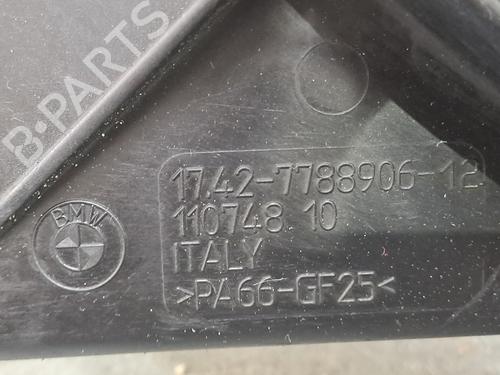 B-PARTS
17.42-7788906-12
110748 10
BMW
ITALY
>PA66-GF25<